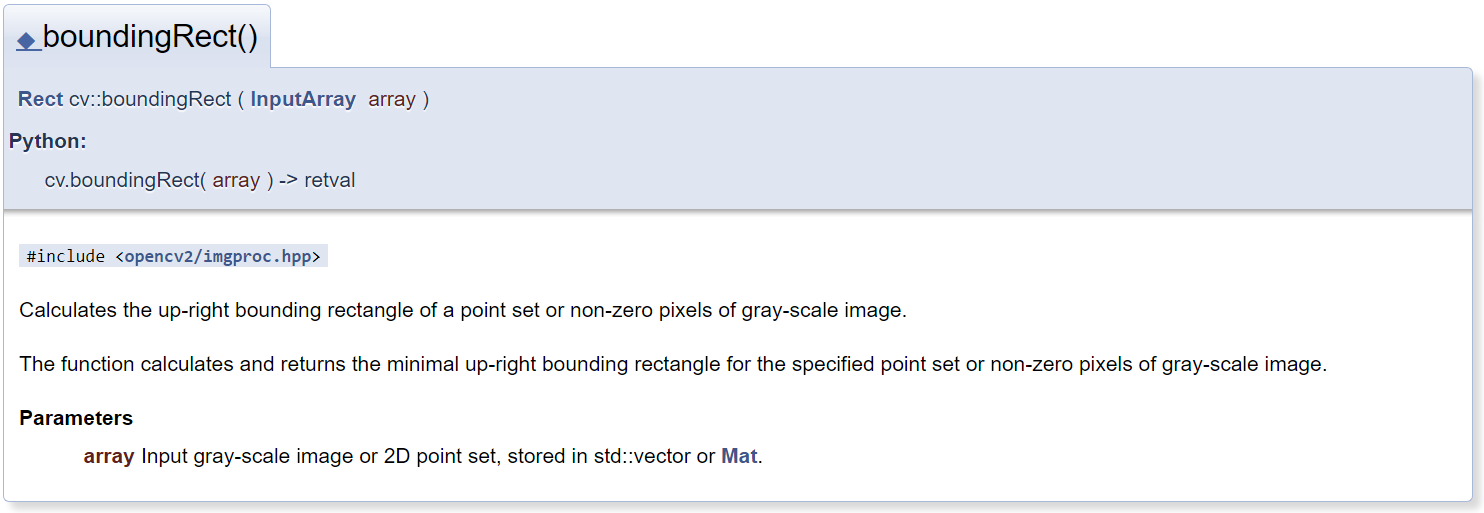 ◆ boundingRect()
Rect cv::boundingRect ( InputArray array )
Python:
cv.boundingRect( array ) -> retval
#include <opencv2/imgproc.hpp>
Calculates the up-right bounding rectangle of a point set or non-zero pixels of gray-scale image.
The function calculates and returns the minimal up-right bounding rectangle for the specified point set or non-zero pixels of gray-scale image.
Parameters
array Input gray-scale image or 2D point set, stored in std::vector or Mat.